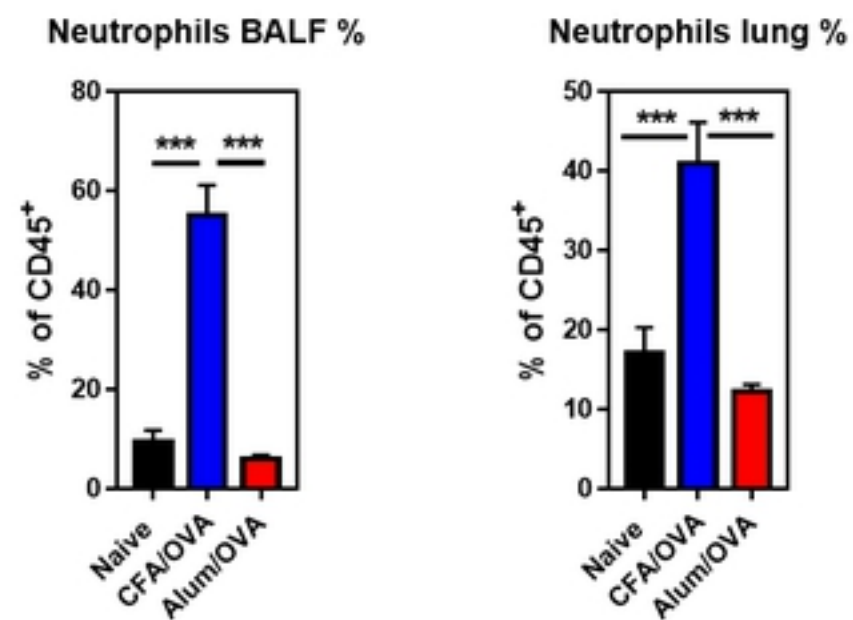 Neutrophils BALF %
80
60
40
20
0
% of CD45⁺
*** ***
Naive
CFA/OVA
Alum/OVA
Neutrophils lung %
50
40
30
20
10
0
% of CD45⁺
*** ***
Naive
CFA/OVA
Alum/OVA